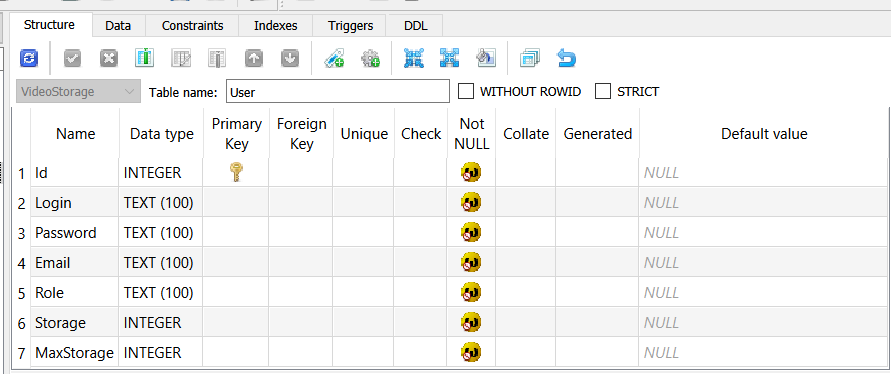 Structure Data Constraints Indexes Triggers DDL
VideoStorage Table name: User WITHOUT ROWID STRICT
Name Data type Primary Key Foreign Key Unique Check Not NULL Collate Generated Default value
1 Id INTEGER NULL
2 Login TEXT (100) NULL
3 Password TEXT (100) NULL
4 Email TEXT (100) NULL
5 Role TEXT (100) NULL
6 Storage INTEGER NULL
7 MaxStorage INTEGER NULL